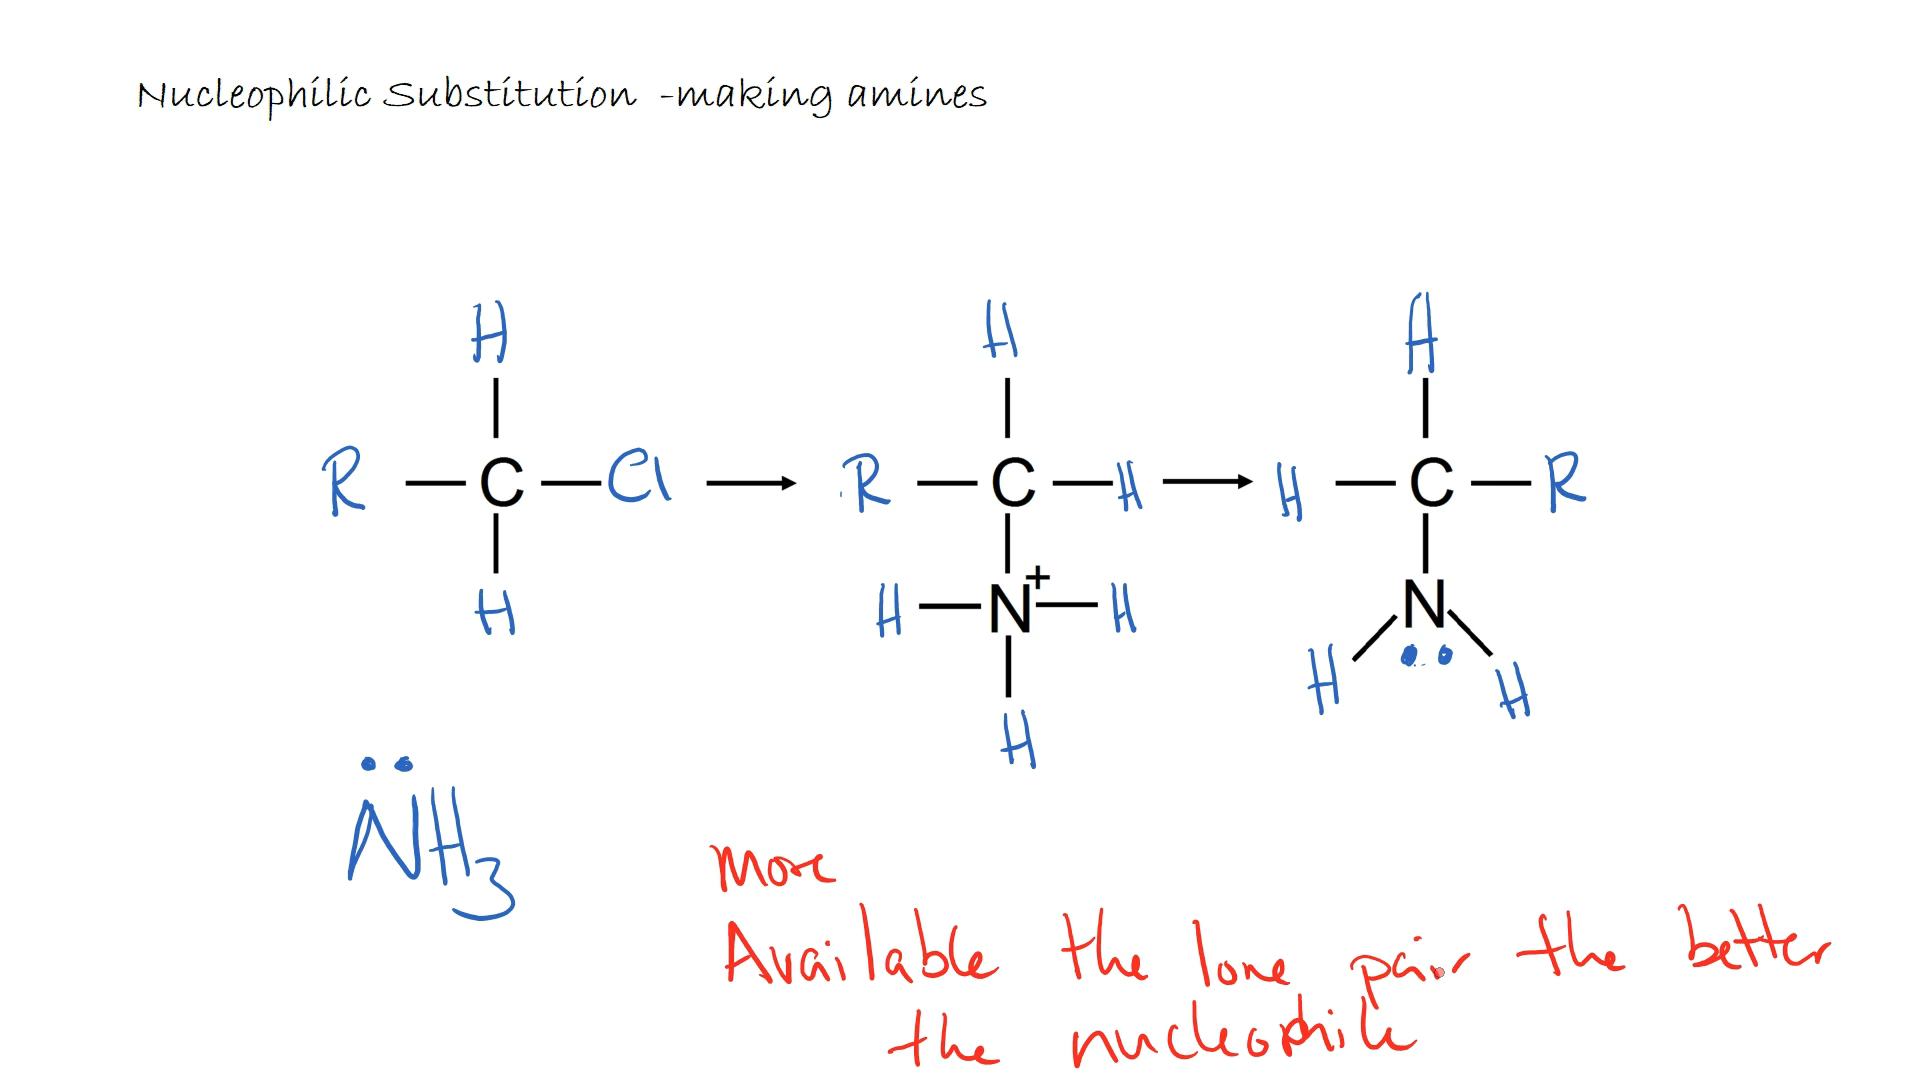 Nucleophilic Substitution -making amines
H H H
R C Cl R C H H C R
H H N+ H N
H H H
NH3
More
Available the lone pair the better
the nucleophile